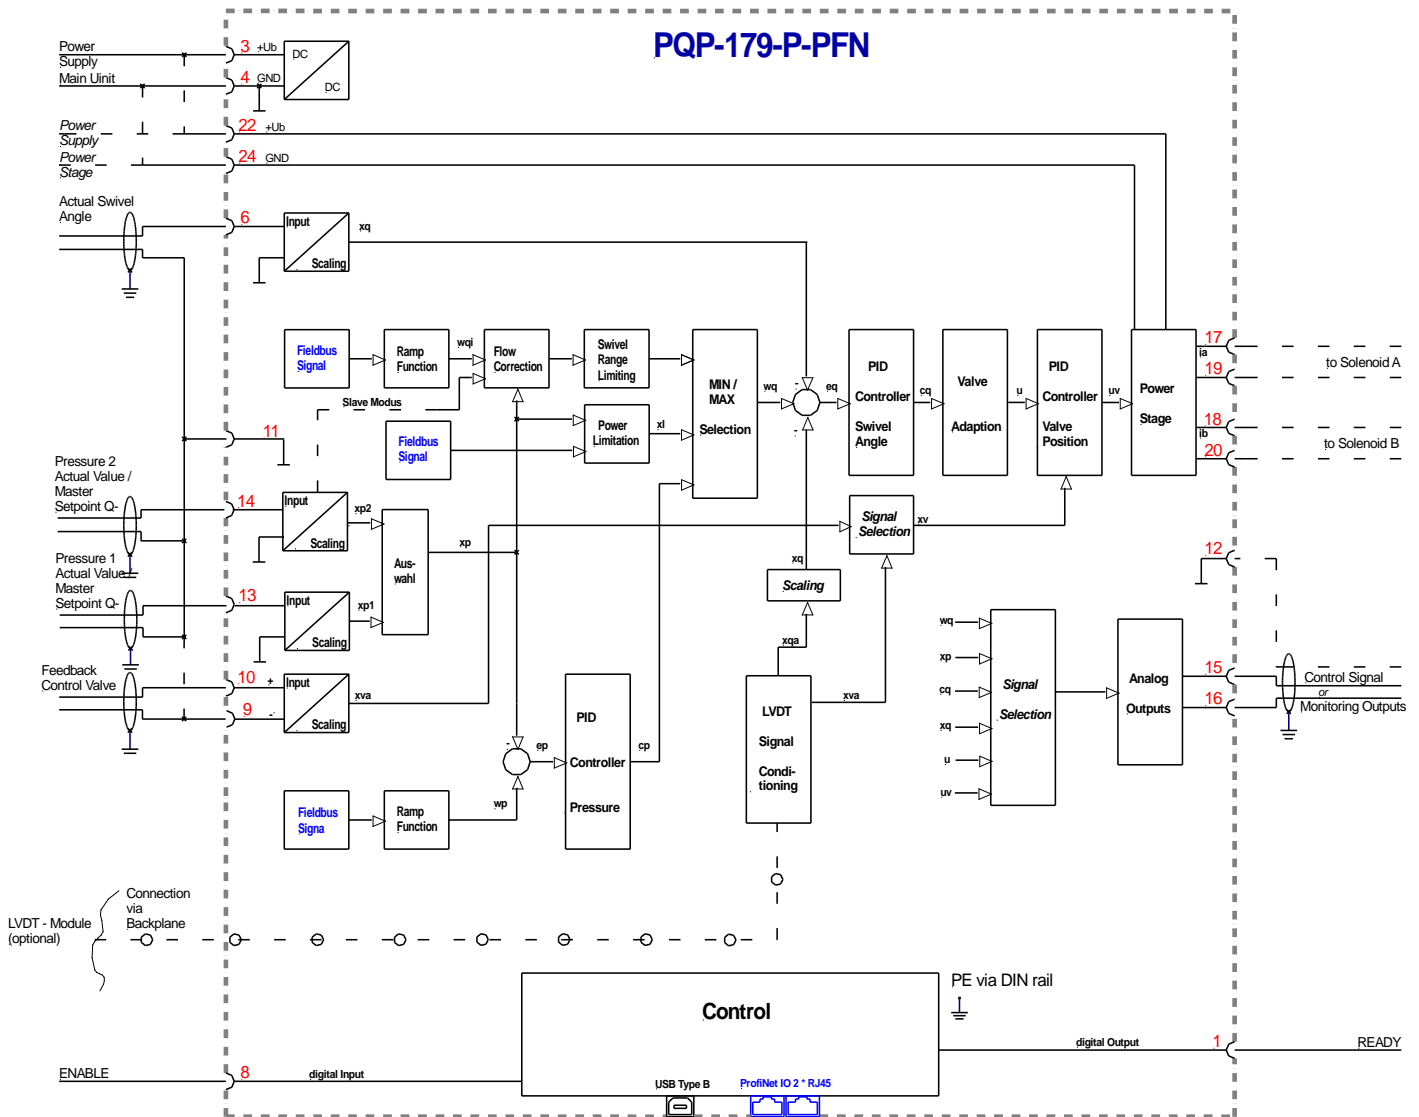 PQP-179-P-PFN
Power
Supply
Main Uinit
3 +Ub
4 GND
DC
DC
Power
Supply
Power
Stage
22 +Ub
24 GND
Actual Swivel
Angle
6
Input
Scaling
xq
Fieldbus
Signal
Ramp
Function
wqi
Flow
Correction
Swivel
Range
Limiting
MIN /
MAX
Selection
wq
-
-
eq
PID
Controller
Swivel
Angle
cq
Valve
Adaption
u
PID
Controller
Valve
Position
uv
Power
Stage
17
ia
19
to Solenoid A
18
ib
20
to Solenoid B
Slave Modus
Fieldbus
Signal
Power
Limitation
xl
11
Pressure 2
Actual Value /
Master
Setpoint Q-
14
Input
Scaling
xp2
Aus-
wahl
xp
Signal
Selection
xv
Pressure 1
Actual Value/
Master
Setpoint Q-
13
Input
Scaling
xp1
xq
Scaling
xqa
12
Feedback
Control Valve
10 +
9 -
Input
Scaling
xva
LVDT
Signal
Condi-
tioning
xva
wq
xp
cq
xq
u
uv
Signal
Selection
Analog
Outputs
15
16
Control Signal
or
Monitoring Outputs
-
ep
PID
Controller
Pressure
cp
Fieldbus
Signa
Ramp
Function
wp
LVDT - Module
(optional)
Connection
via
Backplane
Control
PE via DIN rail
digital Output
1
READY
ENABLE
8
digital Input
USB Type B
ProfiNet IO 2 * RJ45